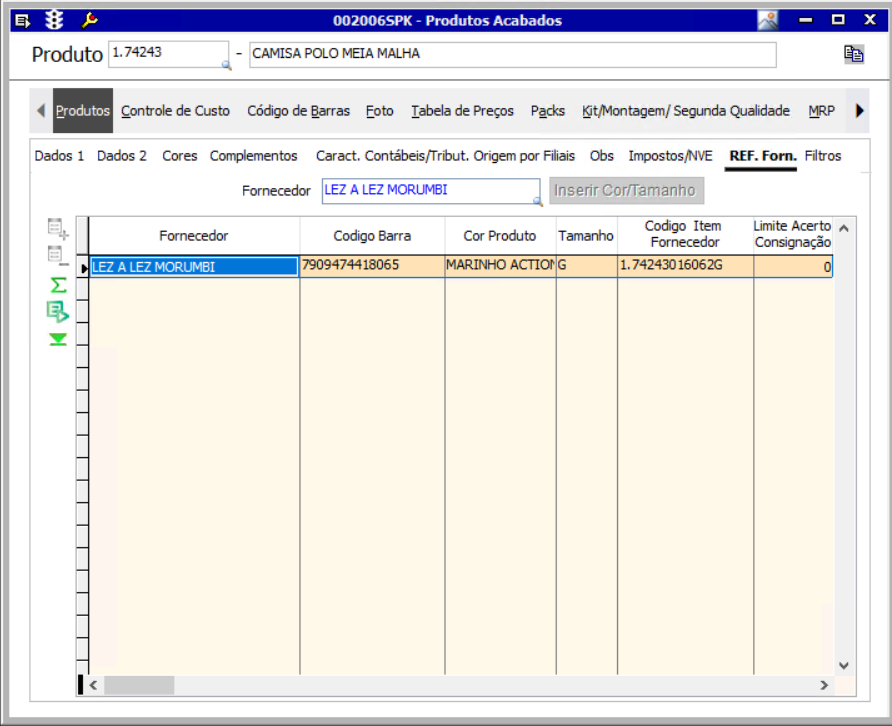 002006SPK - Produtos Acabados
Produto 1.74243 - CAMISA POLO MEIA MALHA
Produtos Controle de Custo Código de Barras Foto Tabela de Preços Packs Kit/Montagem/ Segunda Qualidade MRP
Dados 1 Dados 2 Cores Complementos Caract. Contábeis/Tribut. Origem por Filiais Obs Impostos/NVE REF. Forn. Filtros
Fornecedor LEZ A LEZ MORUMBI Inserir Cor/Tamanho
Fornecedor Codigo Barra Cor Produto Tamanho Codigo Item Fornecedor Limite Acerto Consignação
LEZ A LEZ MORUMBI 7909474418065 MARINHO ACTION G 1.74243016062G 0